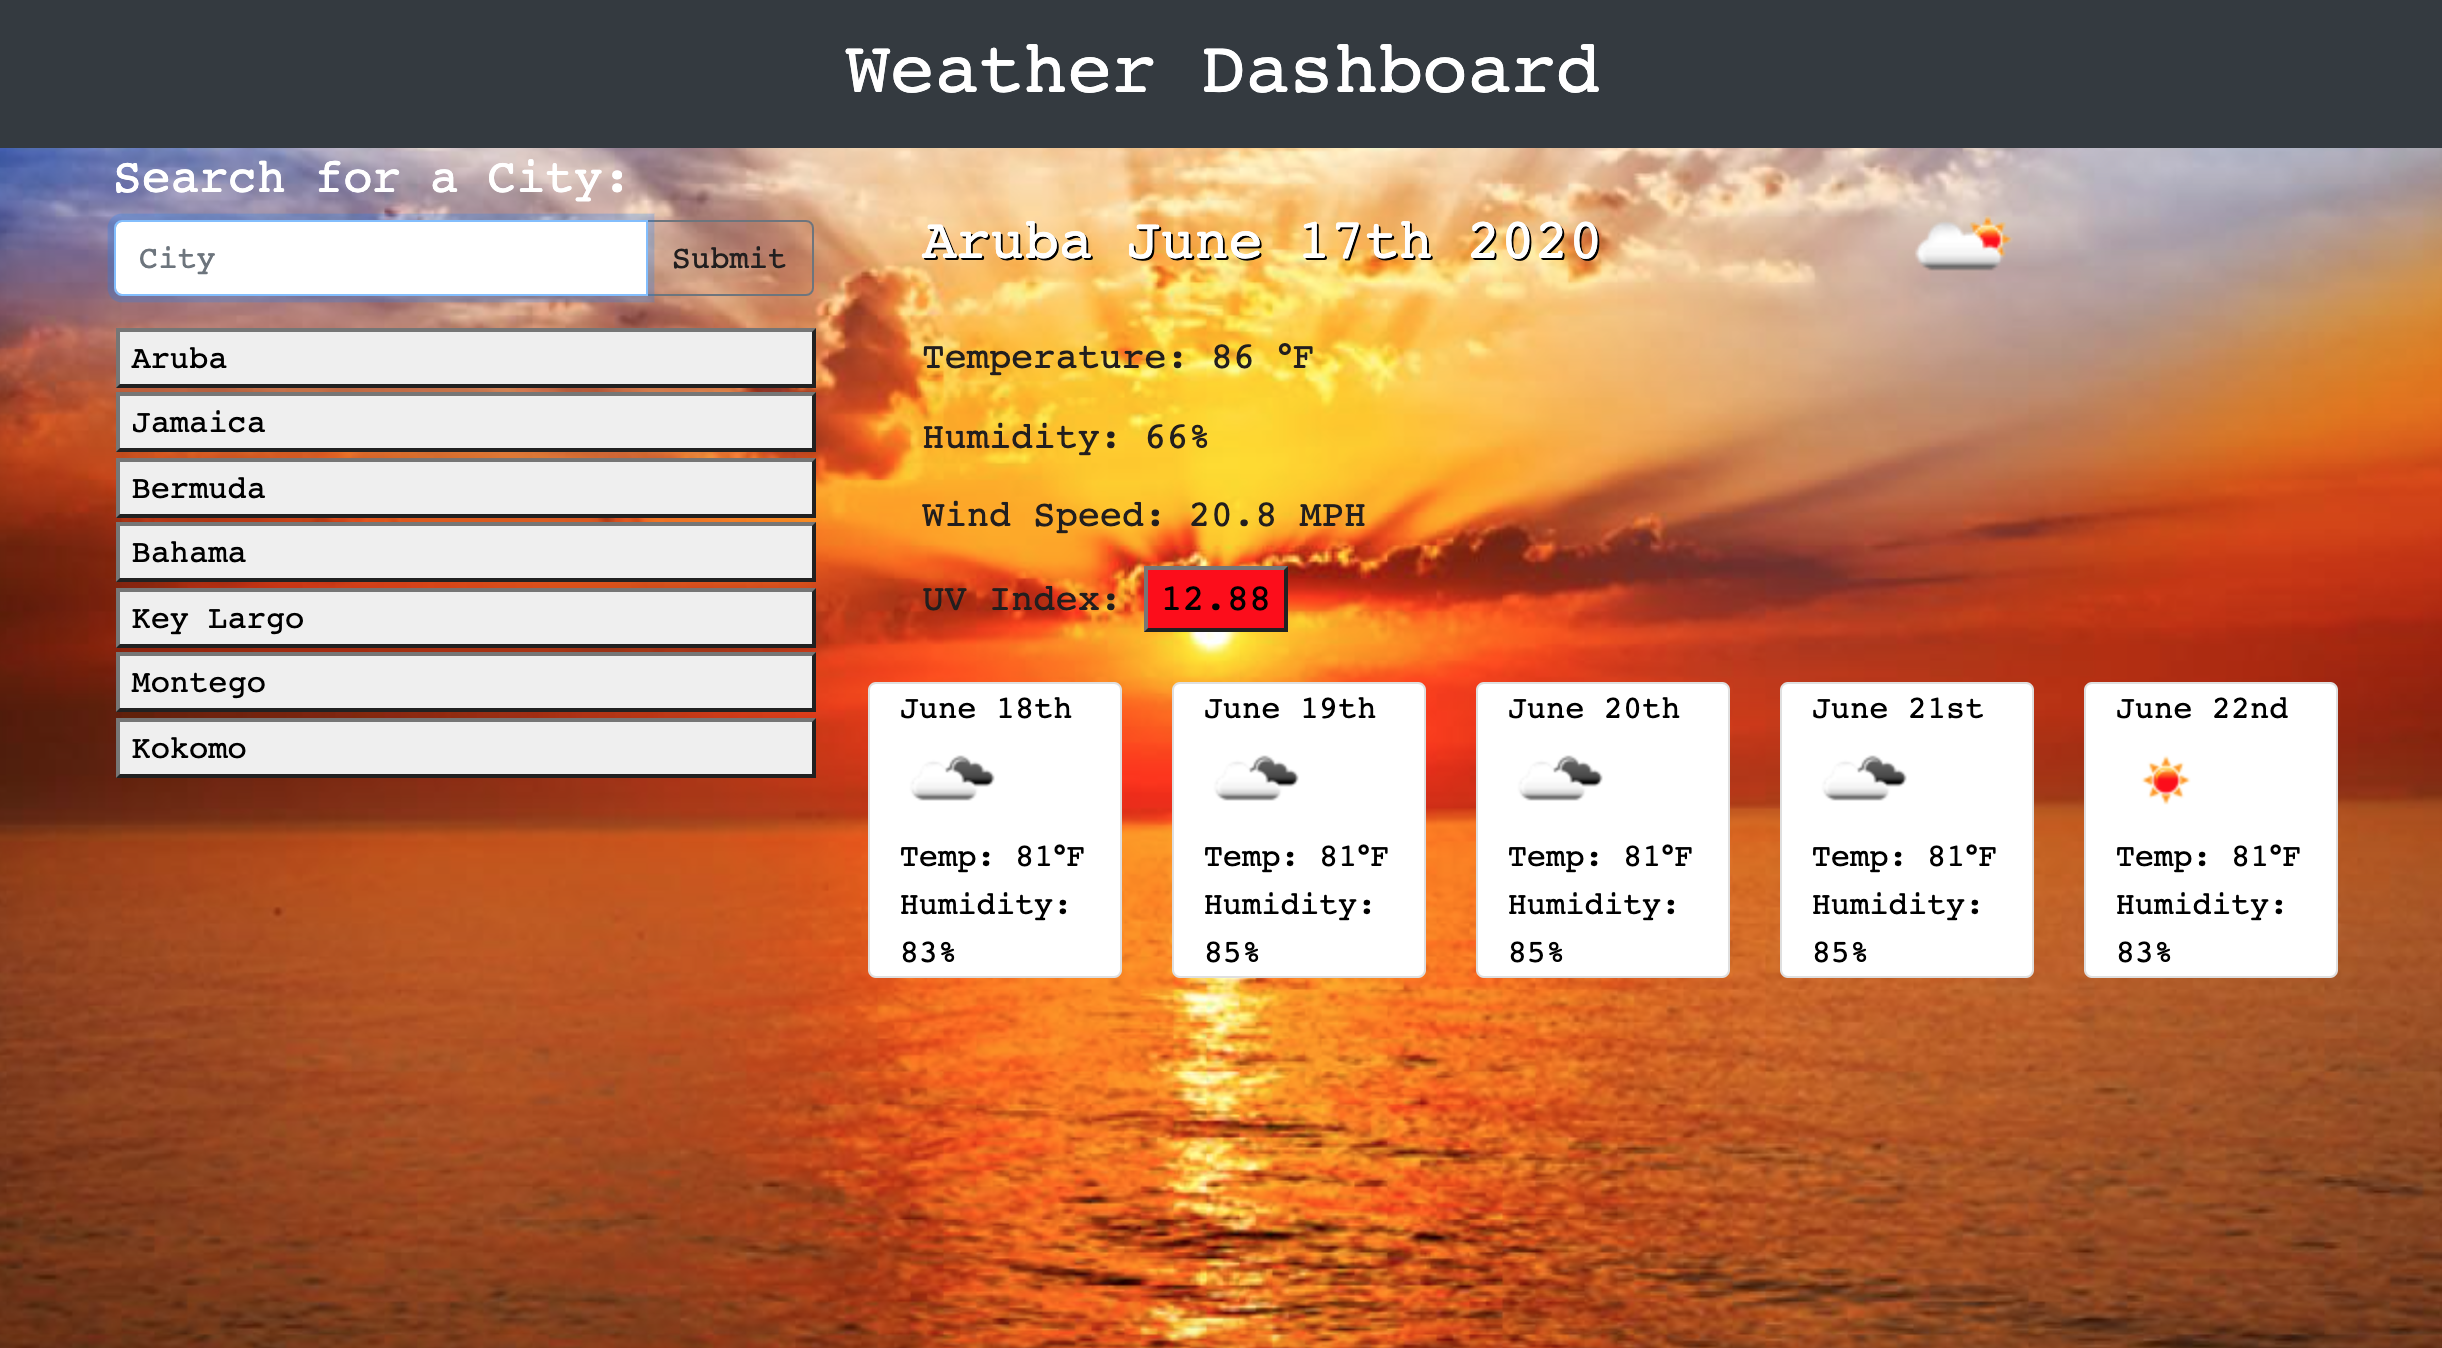 Weather Dashboard
Search for a City:
City
Submit
Aruba
Jamaica
Bermuda
Bahama
Key Largo
Montego
Kokomo
Aruba June 17th 2020
Temperature: 86 °F
Humidity: 66%
Wind Speed: 20.8 MPH
UV Index: 12.88
June 18th
Temp: 81°F
Humidity:
83%
June 19th
Temp: 81°F
Humidity:
85%
June 20th
Temp: 81°F
Humidity:
85%
June 21st
Temp: 81°F
Humidity:
85%
June 22nd
Temp: 81°F
Humidity:
83%